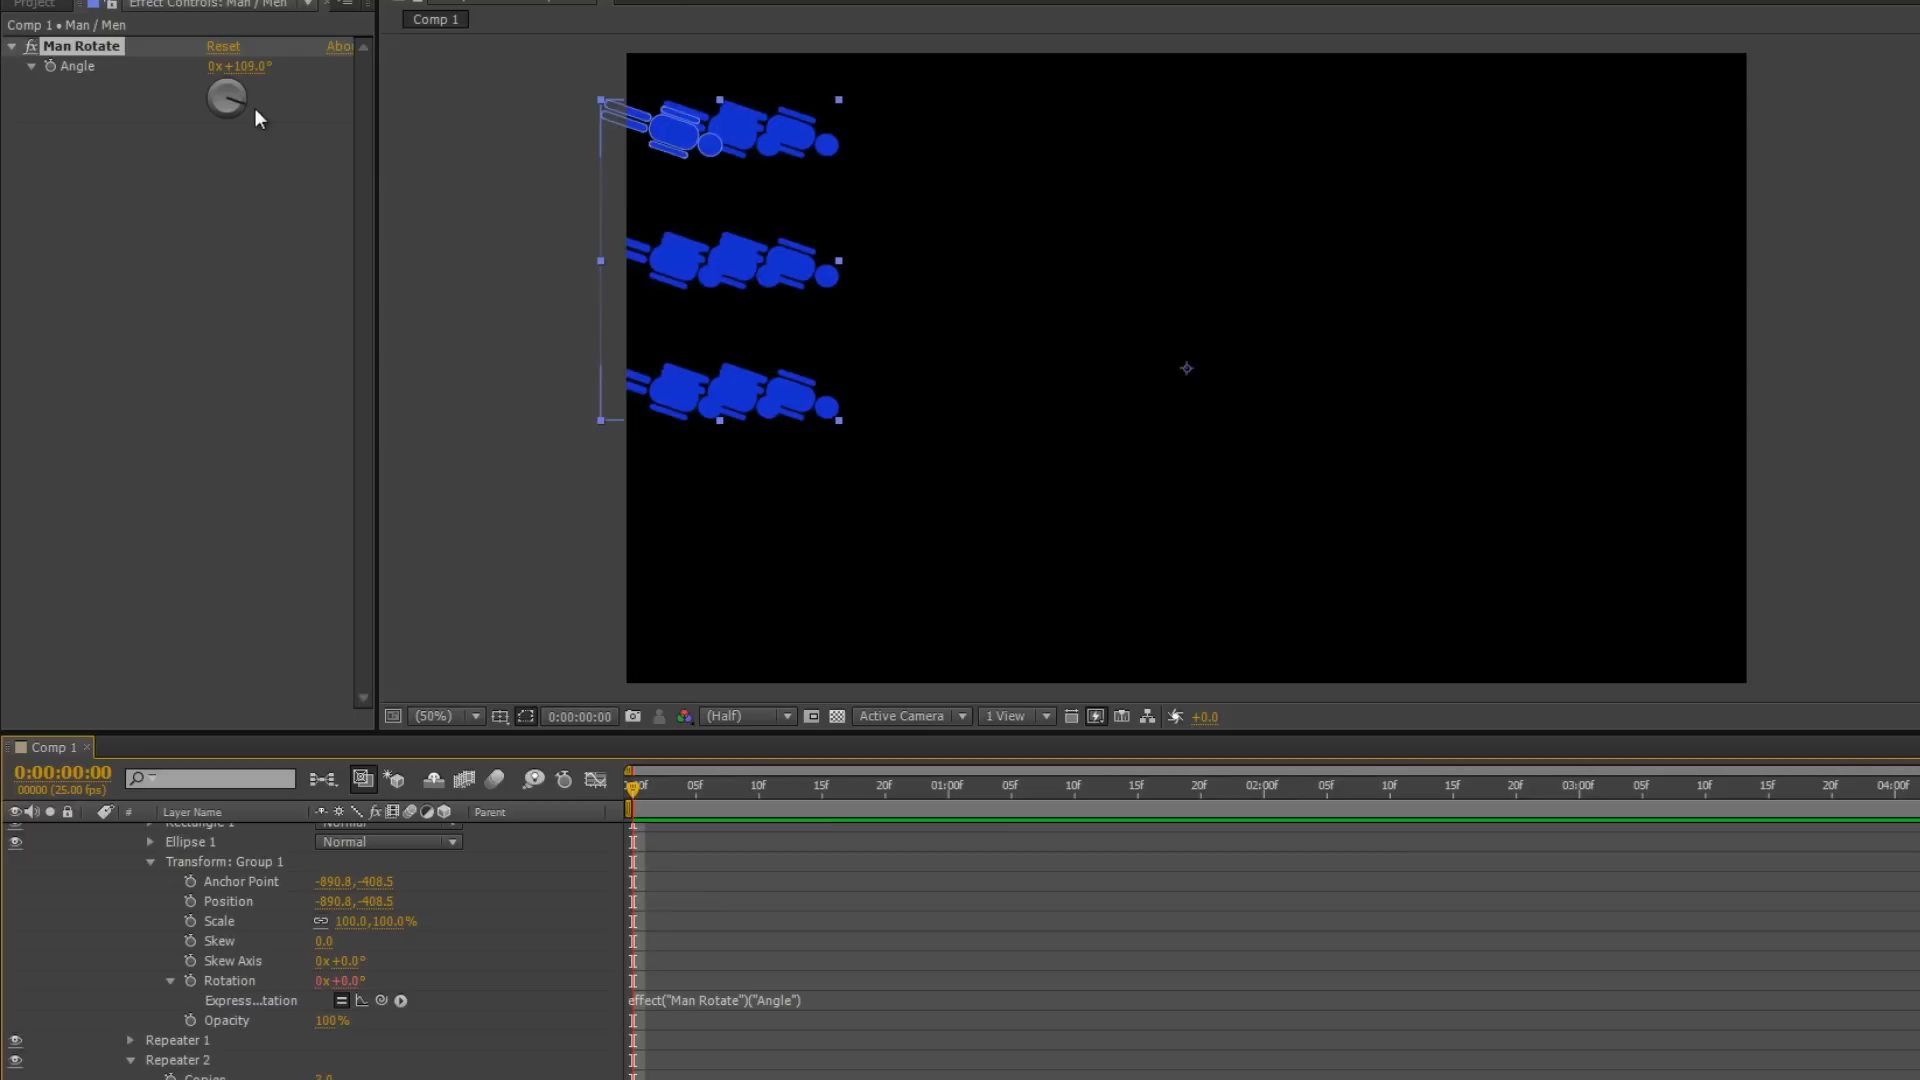 Project
Effect Controls: Man / Men
Comp 1 • Man / Men
fx Man Rotate Reset Abou
Angle 0x+109.0°
Comp 1
(50%) 0:00:00:00 (Half) Active Camera 1 View +0.0
Comp 1
0:00:00:00
00000 (25.00 fps)
# Layer Name fx Parent
05f 10f 15f 20f 01:00f 05f 10f 15f 20f 02:00f 05f 10f 15f 20f 03:00f 05f 10f 15f 20f 04:00f
Rectangle 1 Normal
Ellipse 1 Normal
Transform: Group 1
Anchor Point -890.8,-408.5
Position -890.8,-408.5
Scale 100.0,100.0%
Skew 0.0
Skew Axis 0x+0.0°
Rotation 0x+0.0°
Express...tation effect("Man Rotate")("Angle")
Opacity 100%
Repeater 1
Repeater 2
Copies 3.0